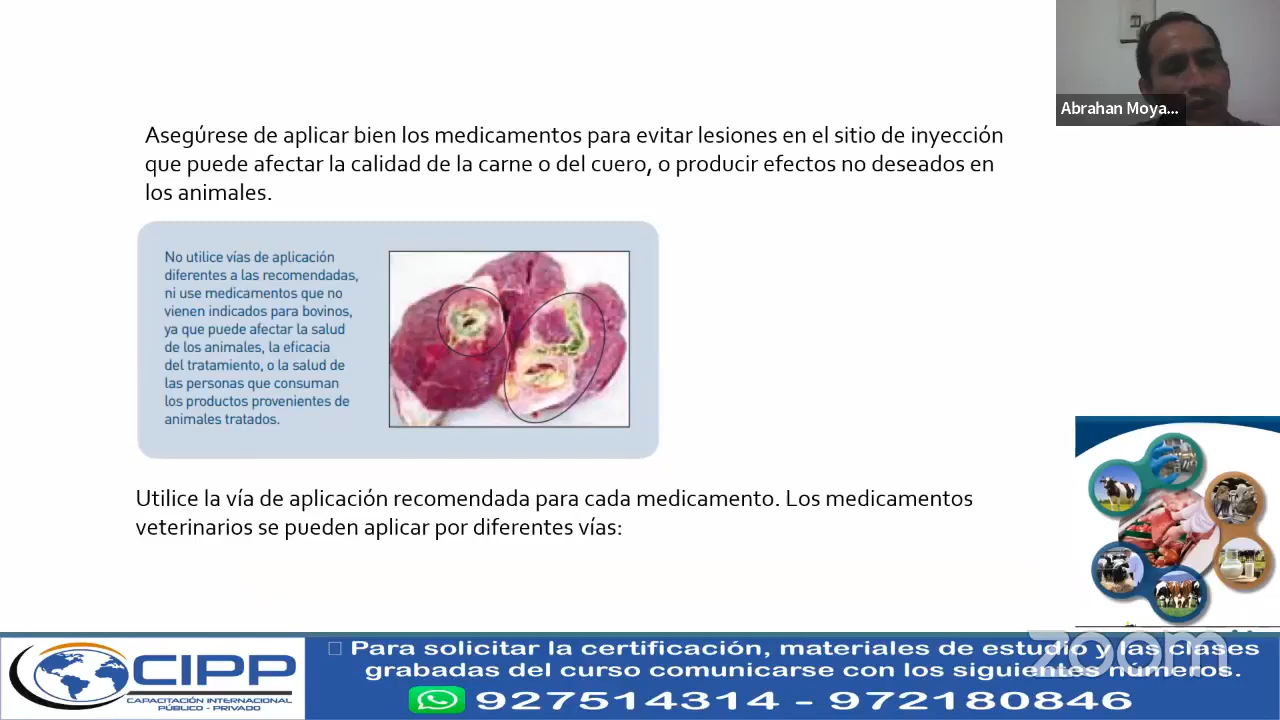 Abrahan Moya...
Asegúrese de aplicar bien los medicamentos para evitar lesiones en el sitio de inyección
que puede afectar la calidad de la carne o del cuero, o producir efectos no deseados en
los animales.
No utilice vías de aplicación
diferentes a las recomendadas,
ni use medicamentos que no
vienen indicados para bovinos,
ya que puede afectar la salud
de los animales, la eficacia
del tratamiento, o la salud de
las personas que consuman
los productos provenientes de
animales tratados.
Utilice la vía de aplicación recomendada para cada medicamento. Los medicamentos
veterinarios se pueden aplicar por diferentes vías:
zoom
CIPP
CAPACITACIÓN INTERNACIONAL
PÚBLICO - PRIVADO
Para solicitar la certificación, materiales de estudio y las clases
grabadas del curso comunicarse con los siguientes números.
927514314 - 972180846